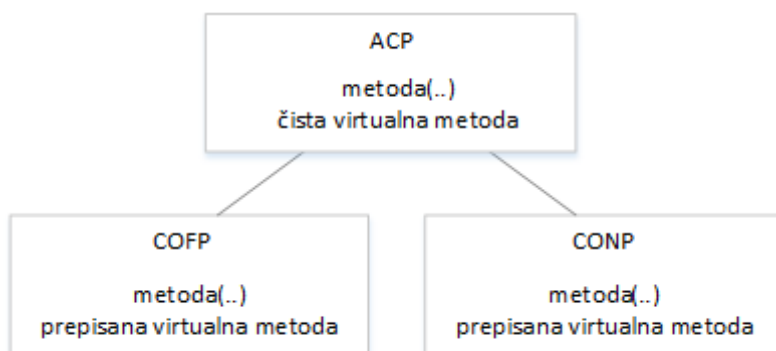 ACP
metoda(..)
čista virtualna metoda
COFP
metoda(..)
prepisana virtualna metoda
CONP
metoda(..)
prepisana virtualna metoda